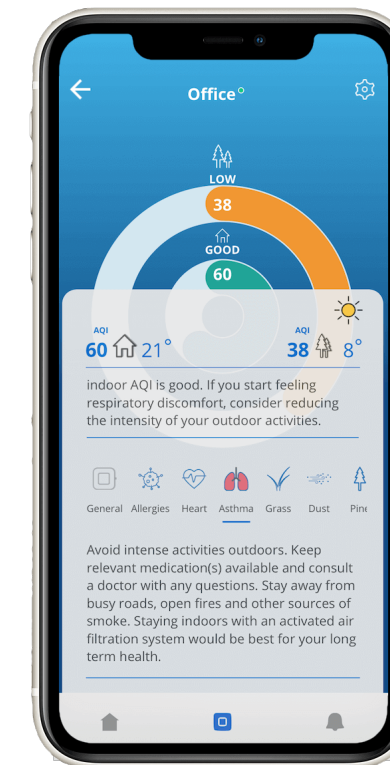 Office
LOW
38
GOOD
60
AQI AQI
60 21° 38 8°
indoor AQI is good. If you start feeling
respiratory discomfort, consider reducing
the intensity of your outdoor activities.
General Allergies Heart Asthma Grass Dust Pine
Avoid intense activities outdoors. Keep
relevant medication(s) available and consult
a doctor with any questions. Stay away from
busy roads, open fires and other sources of
smoke. Staying indoors with an activated air
filtration system would be best for your long
term health.